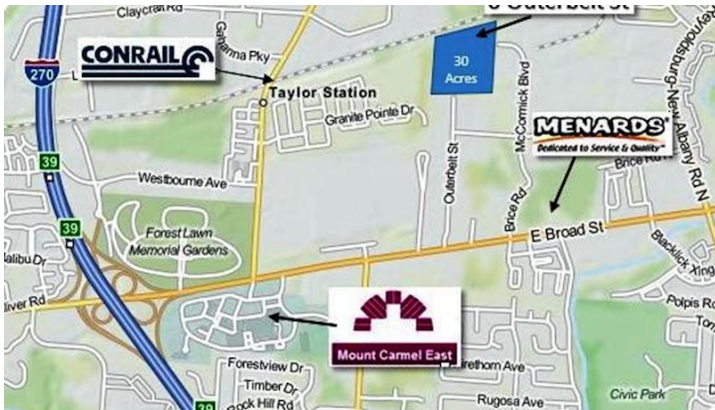 Claycraft Rd
0 Outerbelt St
CONRAIL
Gahanna Pky
270
30
Acres
Taylor Station
Granite Pointe Dr
McCormick Blvd
Reynoldsburg-New Albany Rd N
MENARDS
Dedicated to Service & Quality
39
Westbourne Ave
Outerbelt St
Brice Rd
Brice Rd N
39
Forest Lawn
Memorial Gardens
E Broad St
Blacklick Xing
Mount Carmel East
Polpis Rd
Forestview Dr
Timber Dr
Rock Hill Rd
39
Rugosa Ave
Civic Park